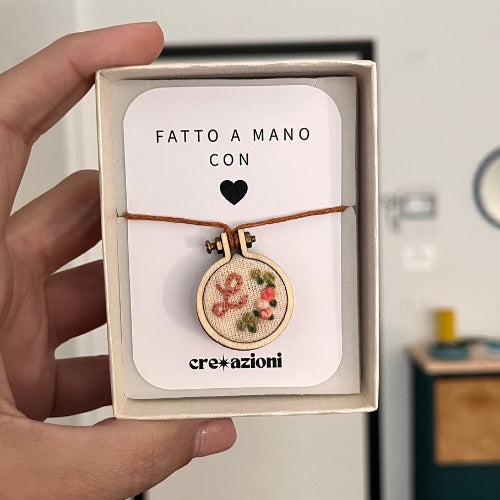 FATTO A MANO
CON
L
cre✶azioni